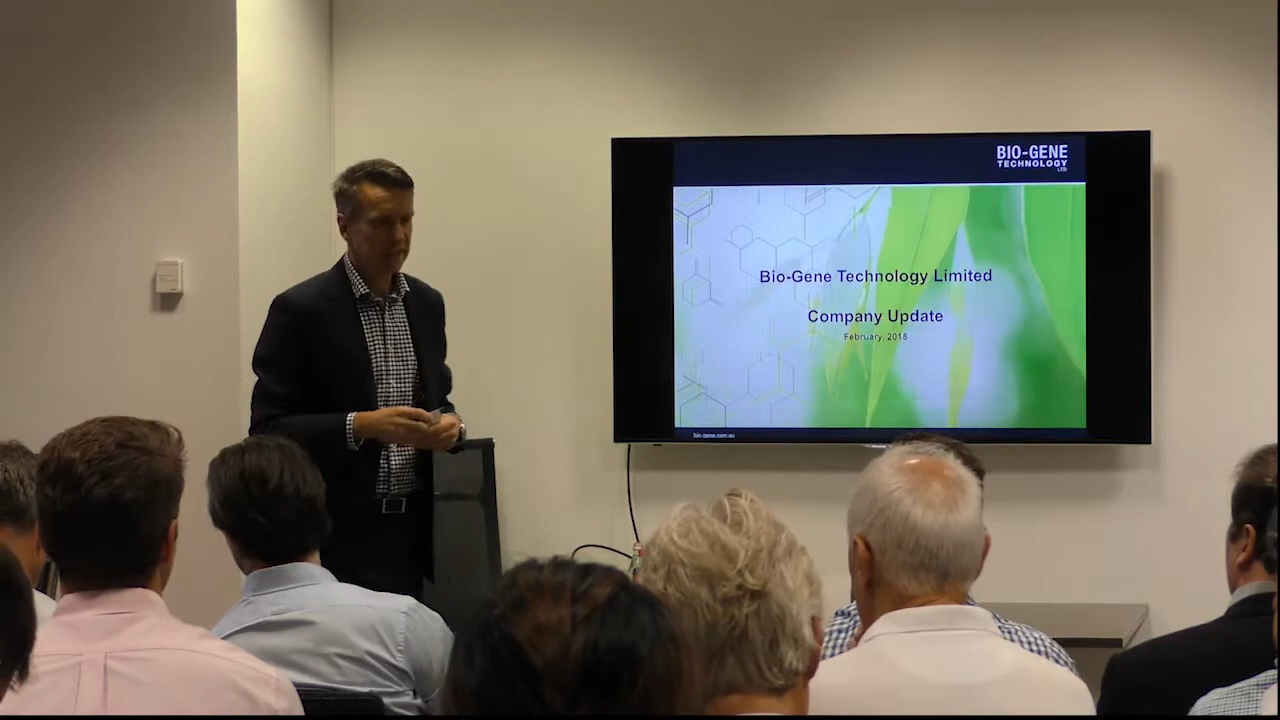 BIO-GENE
TECHNOLOGY
LTD
Bio-Gene Technology Limited
Company Update
February, 2018
bio-gene.com.au